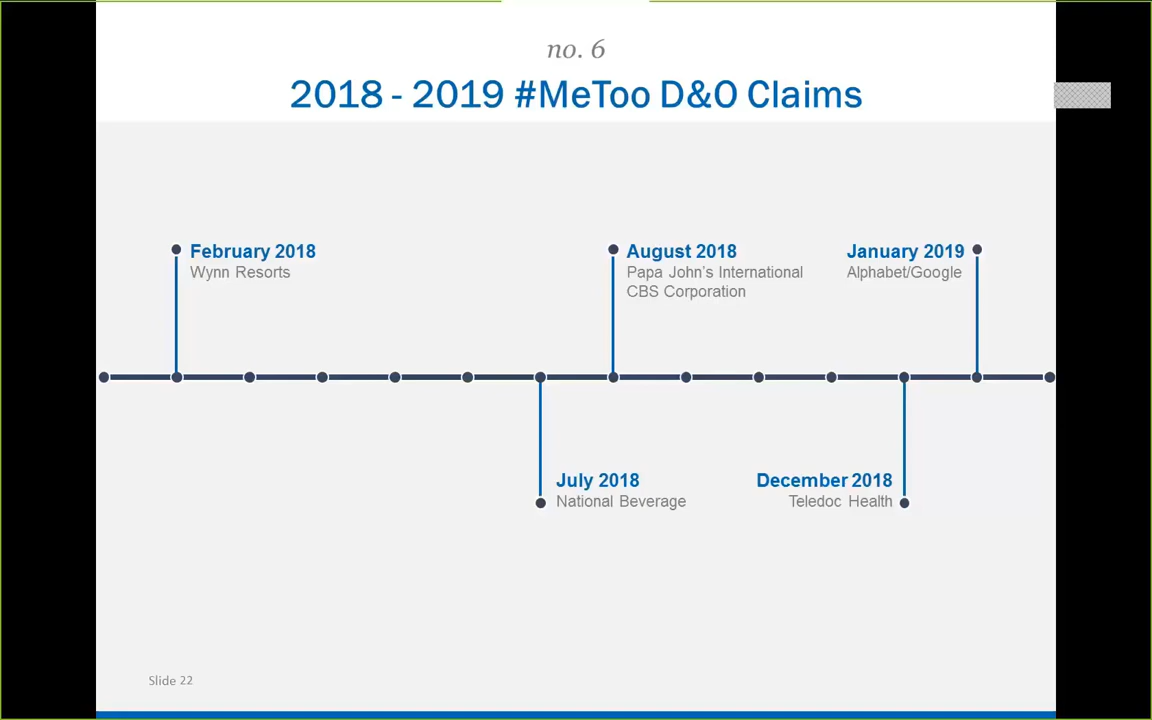 no. 6
2018 - 2019 #MeToo D&O Claims
February 2018
Wynn Resorts
August 2018
Papa John's International
CBS Corporation
January 2019
Alphabet/Google
July 2018
National Beverage
December 2018
Teledoc Health
Slide 22